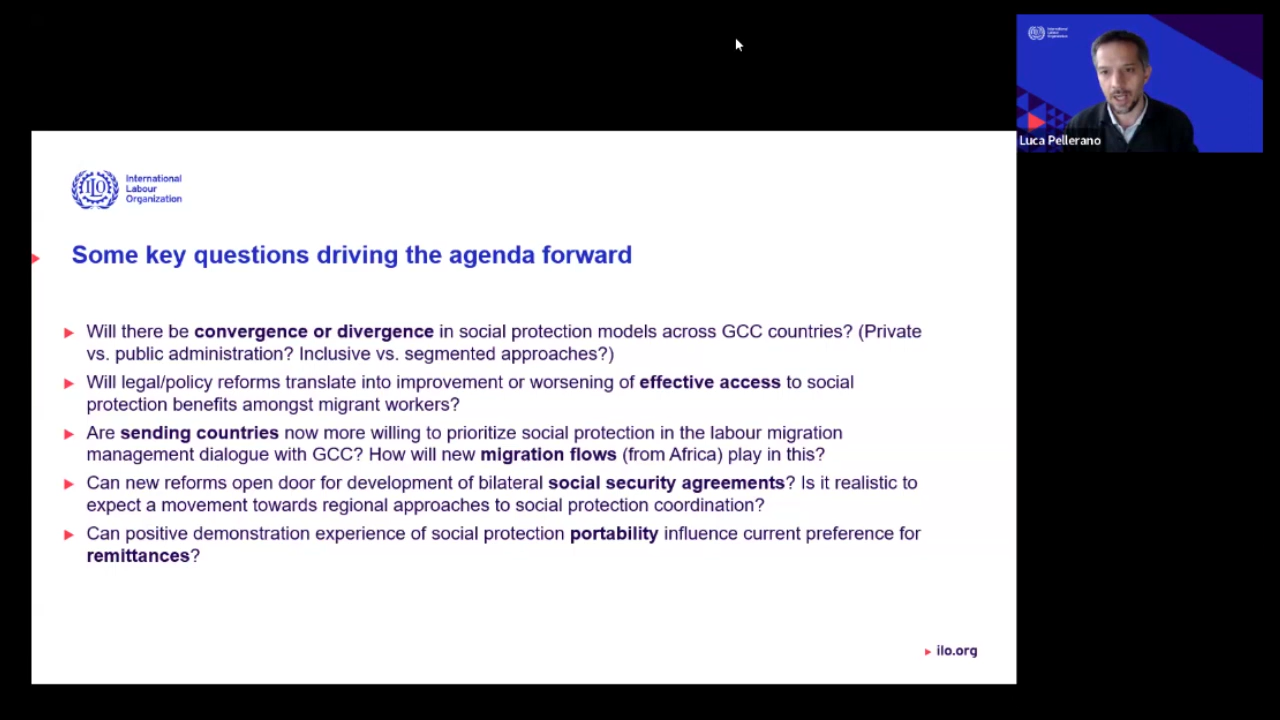 International
Labour
Organization
Luca Pellerano
ILO
International
Labour
Organization
Some key questions driving the agenda forward
Will there be convergence or divergence in social protection models across GCC countries? (Private
vs. public administration? Inclusive vs. segmented approaches?)
Will legal/policy reforms translate into improvement or worsening of effective access to social
protection benefits amongst migrant workers?
Are sending countries now more willing to prioritize social protection in the labour migration
management dialogue with GCC? How will new migration flows (from Africa) play in this?
Can new reforms open door for development of bilateral social security agreements? Is it realistic to
expect a movement towards regional approaches to social protection coordination?
Can positive demonstration experience of social protection portability influence current preference for
remittances?
ilo.org